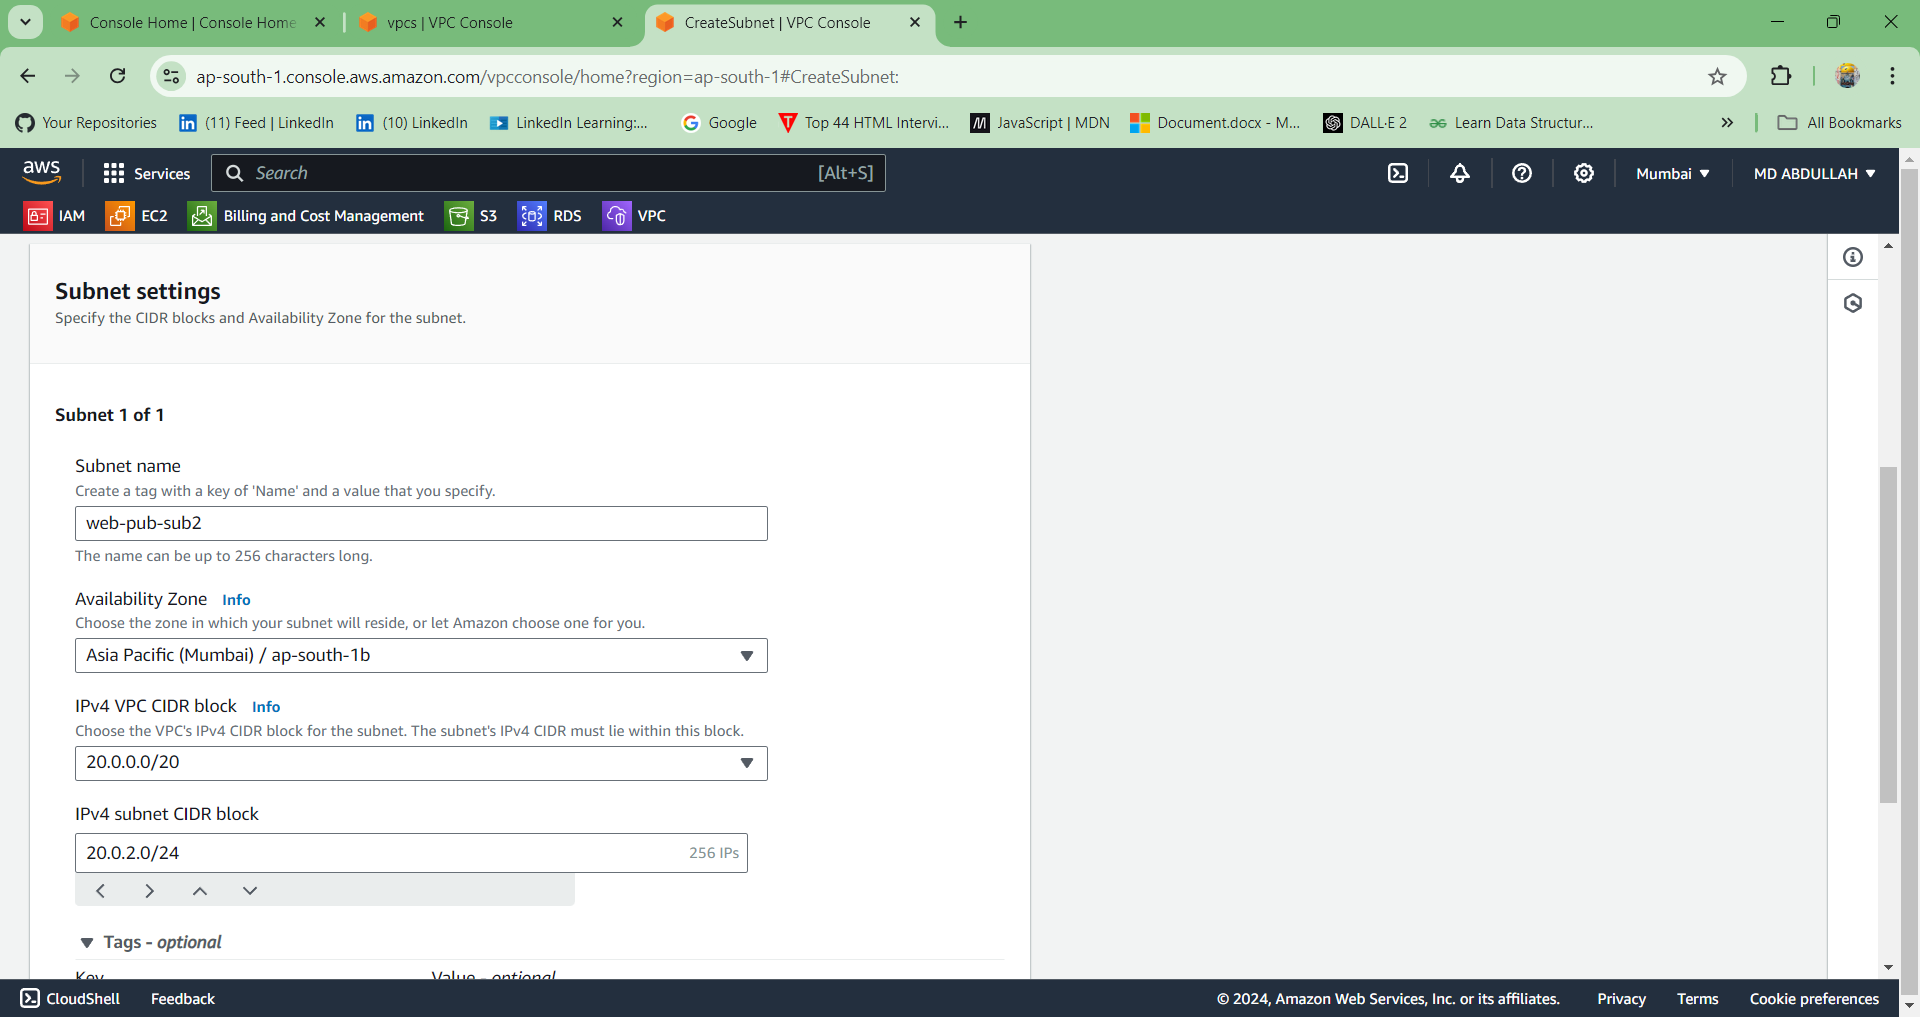 Console Home | Console Home
vpcs | VPC Console
CreateSubnet | VPC Console
ap-south-1.console.aws.amazon.com/vpcconsole/home?region=ap-south-1#CreateSubnet:
Your Repositories
(11) Feed | LinkedIn
(10) LinkedIn
LinkedIn Learning:...
Google
Top 44 HTML Intervi...
JavaScript | MDN
Document.docx - M...
DALL·E 2
Learn Data Structur...
All Bookmarks
aws
Services
Search
[Alt+S]
Mumbai
MD ABDULLAH
IAM
EC2
Billing and Cost Management
S3
RDS
VPC
Subnet settings
Specify the CIDR blocks and Availability Zone for the subnet.
Subnet 1 of 1
Subnet name
Create a tag with a key of 'Name' and a value that you specify.
web-pub-sub2
The name can be up to 256 characters long.
Availability Zone Info
Choose the zone in which your subnet will reside, or let Amazon choose one for you.
Asia Pacific (Mumbai) / ap-south-1b
IPv4 VPC CIDR block Info
Choose the VPC's IPv4 CIDR block for the subnet. The subnet's IPv4 CIDR must lie within this block.
20.0.0.0/20
IPv4 subnet CIDR block
20.0.2.0/24
256 IPs
Tags - optional
Key
Value - optional
CloudShell
Feedback
© 2024, Amazon Web Services, Inc. or its affiliates.
Privacy
Terms
Cookie preferences